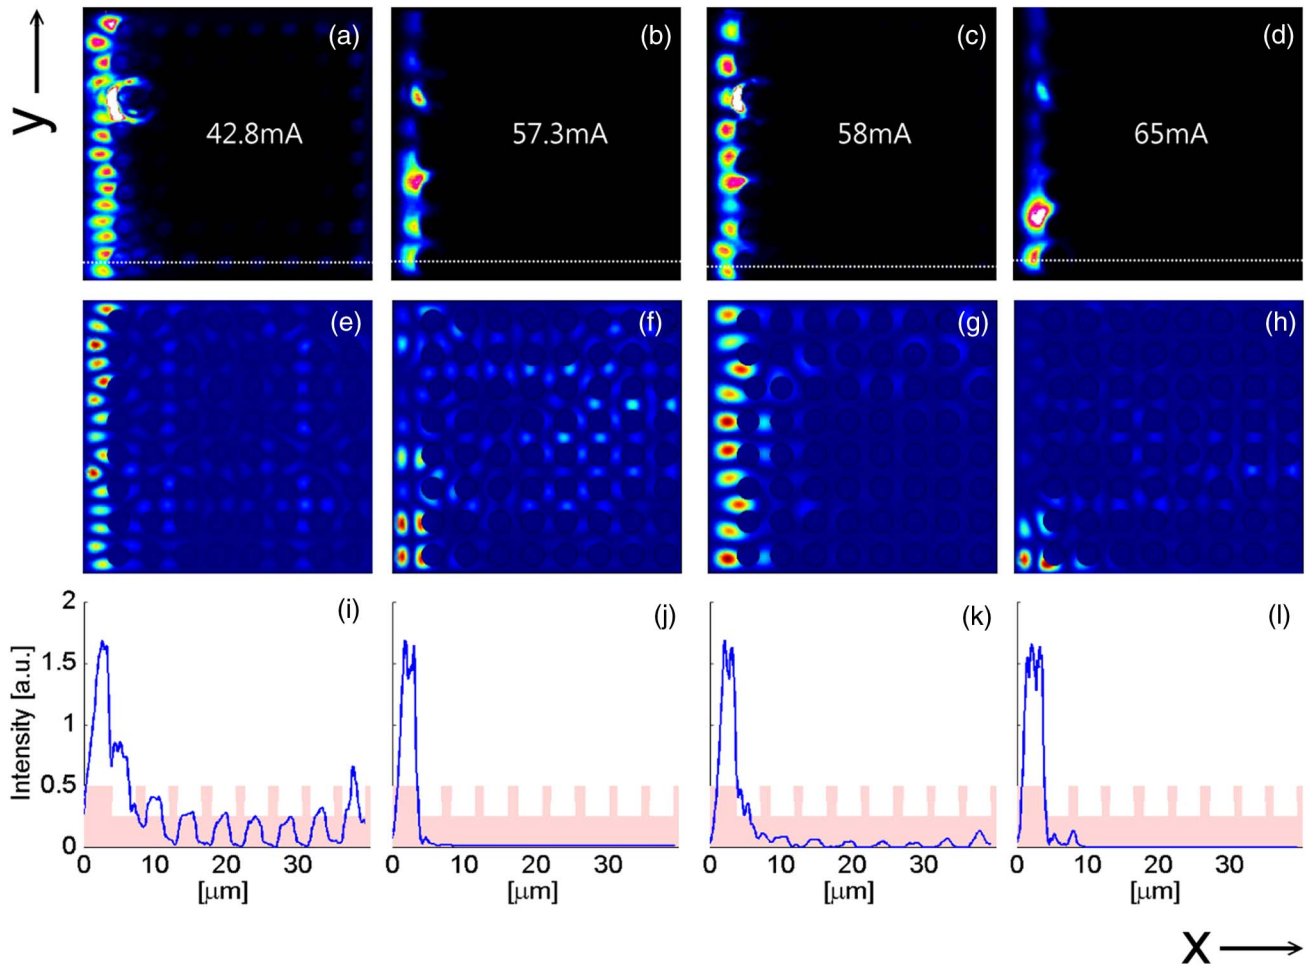 y
(a)
(b)
(c)
(d)
42.8mA
57.3mA
58mA
65mA
(e)
(f)
(g)
(h)
(i)
(j)
(k)
(l)
Intensity [a.u.]
2
1.5
1
0.5
0
0 10 20 30
0 10 20 30
0 10 20 30
0 10 20 30
[μm]
[μm]
[μm]
[μm]
x